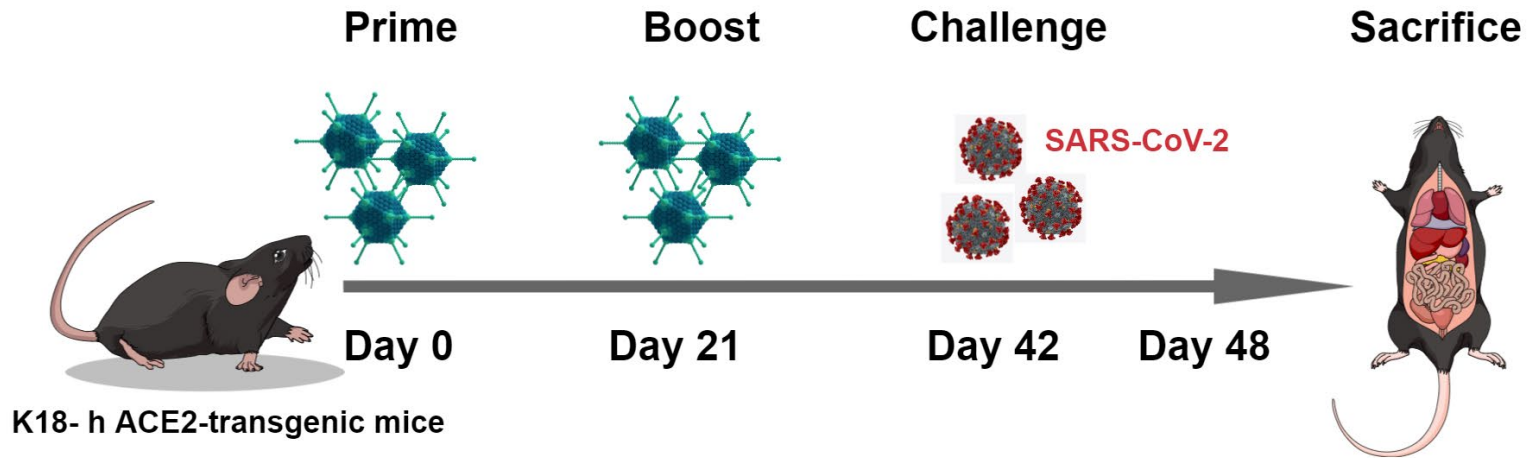 Prime Boost Challenge Sacrifice
SARS-CoV-2
Day 0 Day 21 Day 42 Day 48
K18- h ACE2-transgenic mice